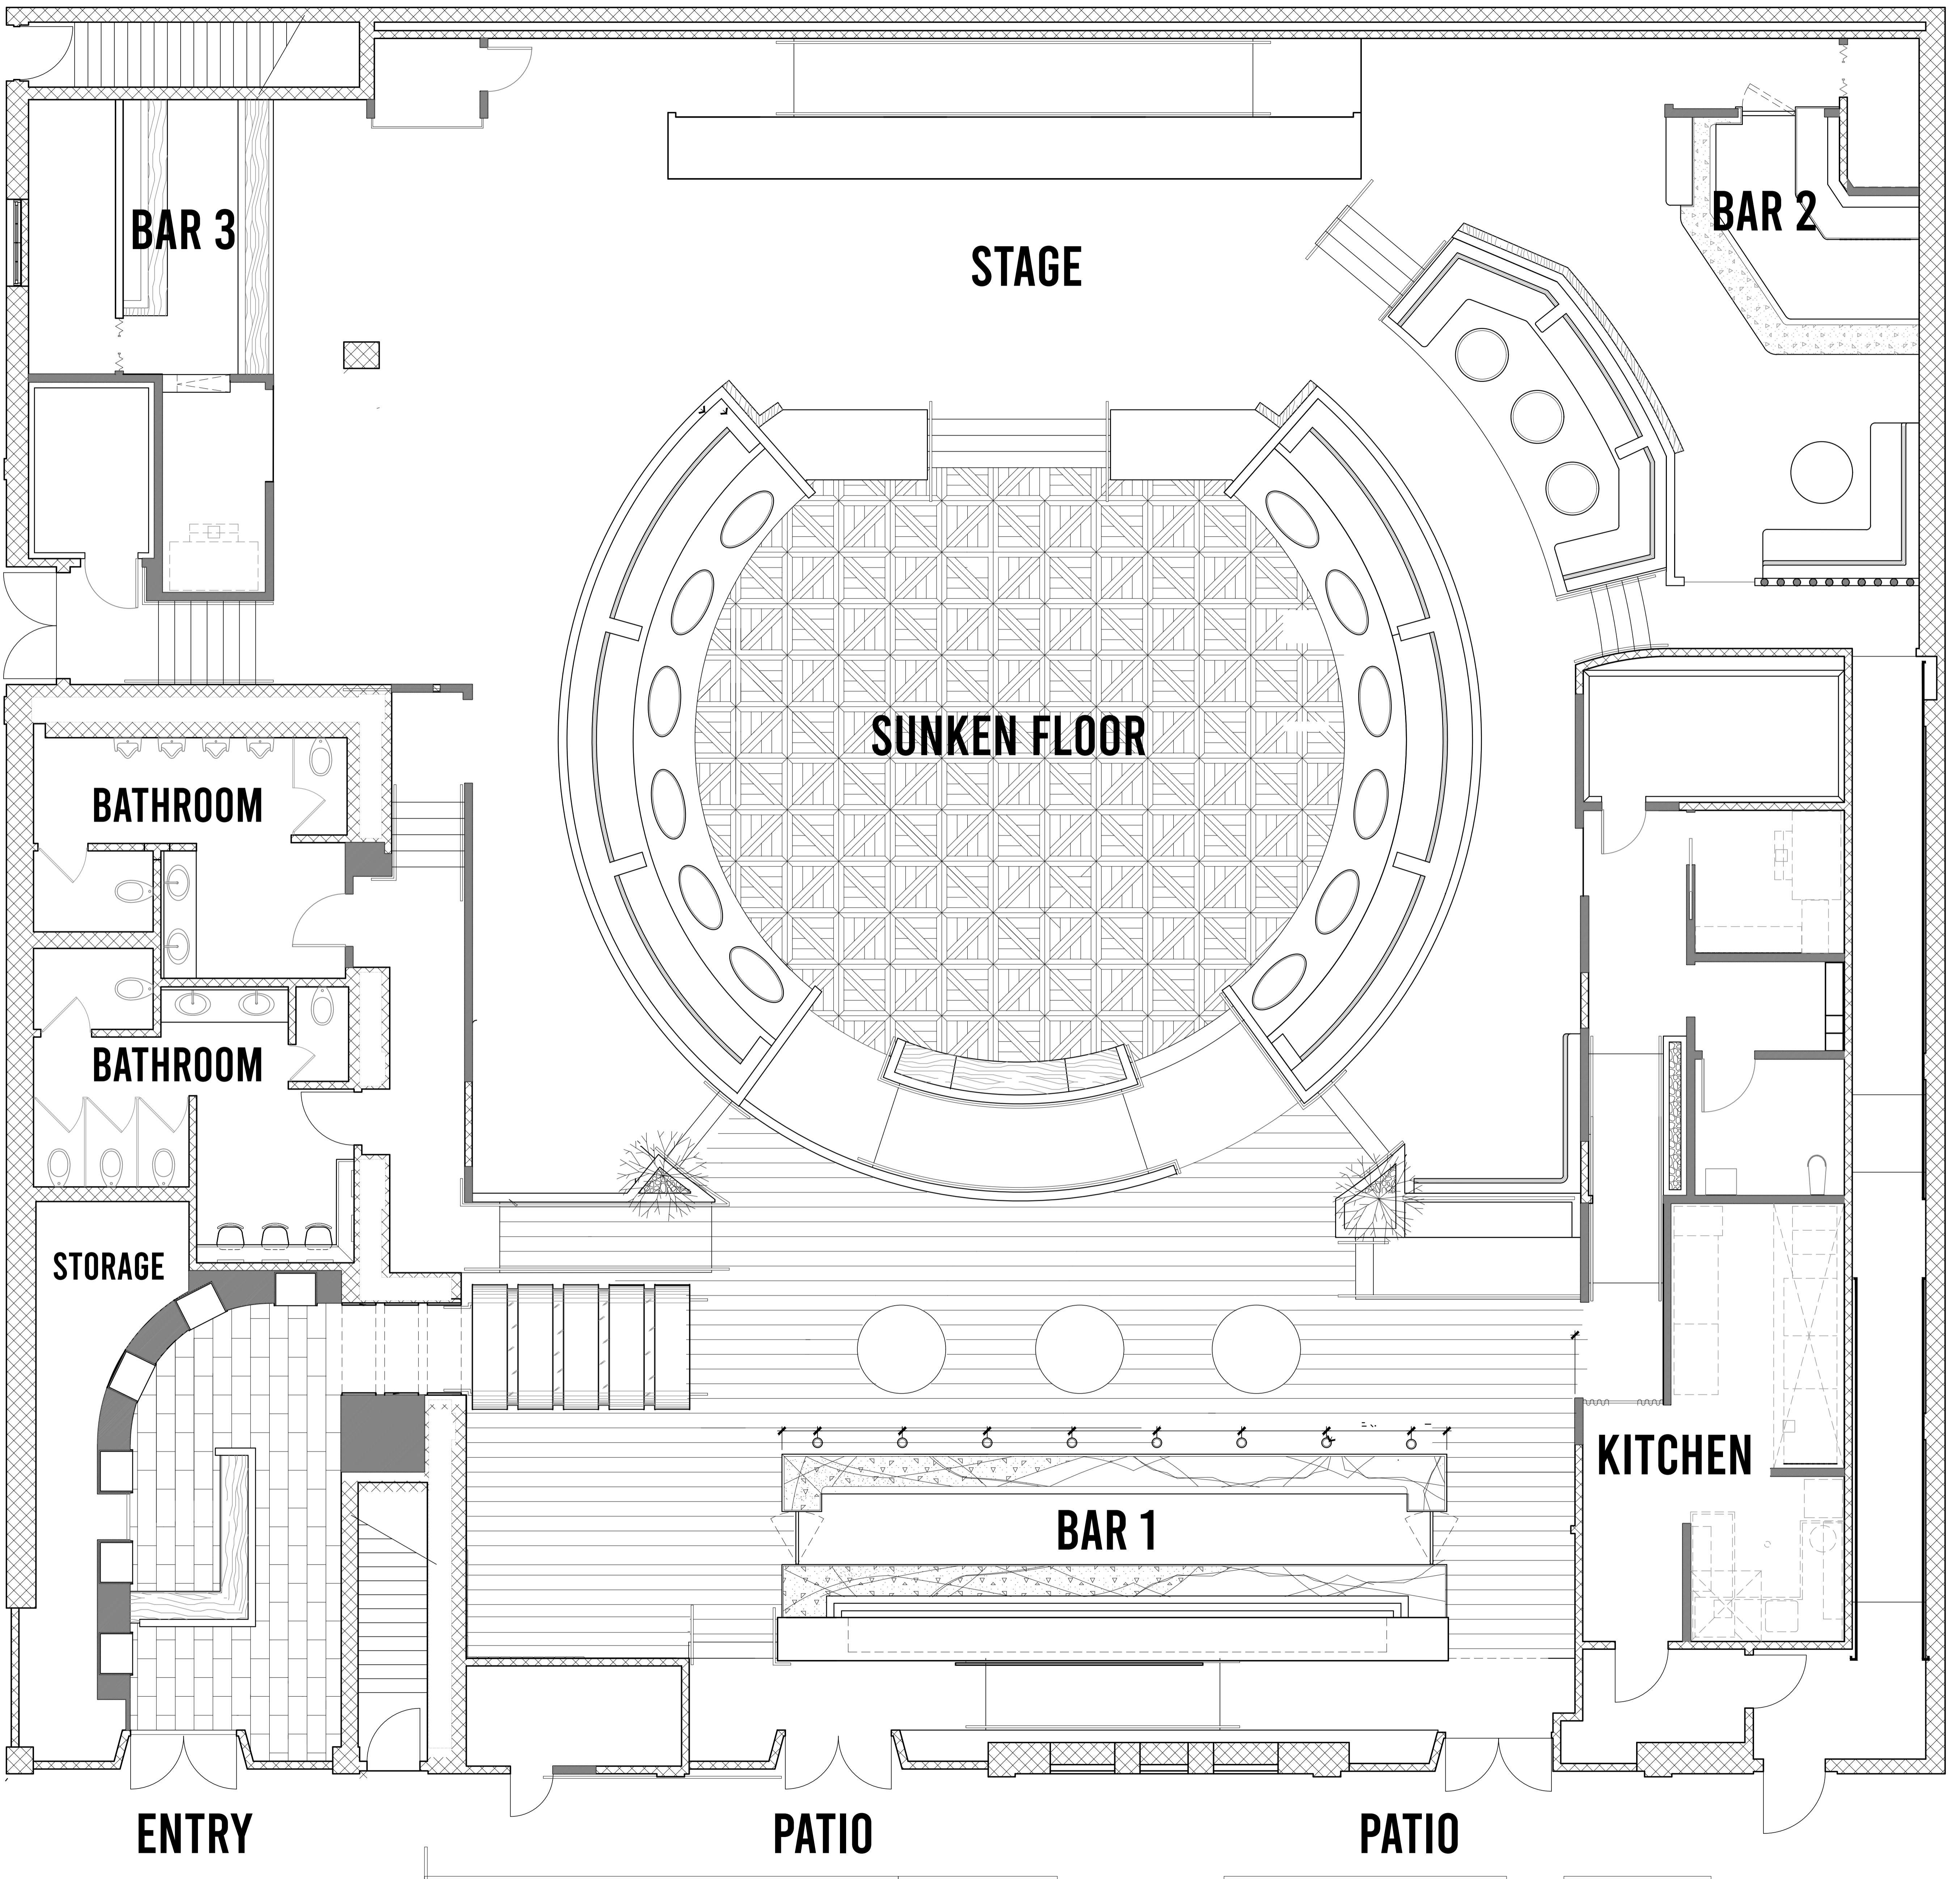 BAR 3
BAR 2
STAGE
SUNKEN FLOOR
BATHROOM
BATHROOM
STORAGE
KITCHEN
BAR 1
ENTRY
PATIO
PATIO